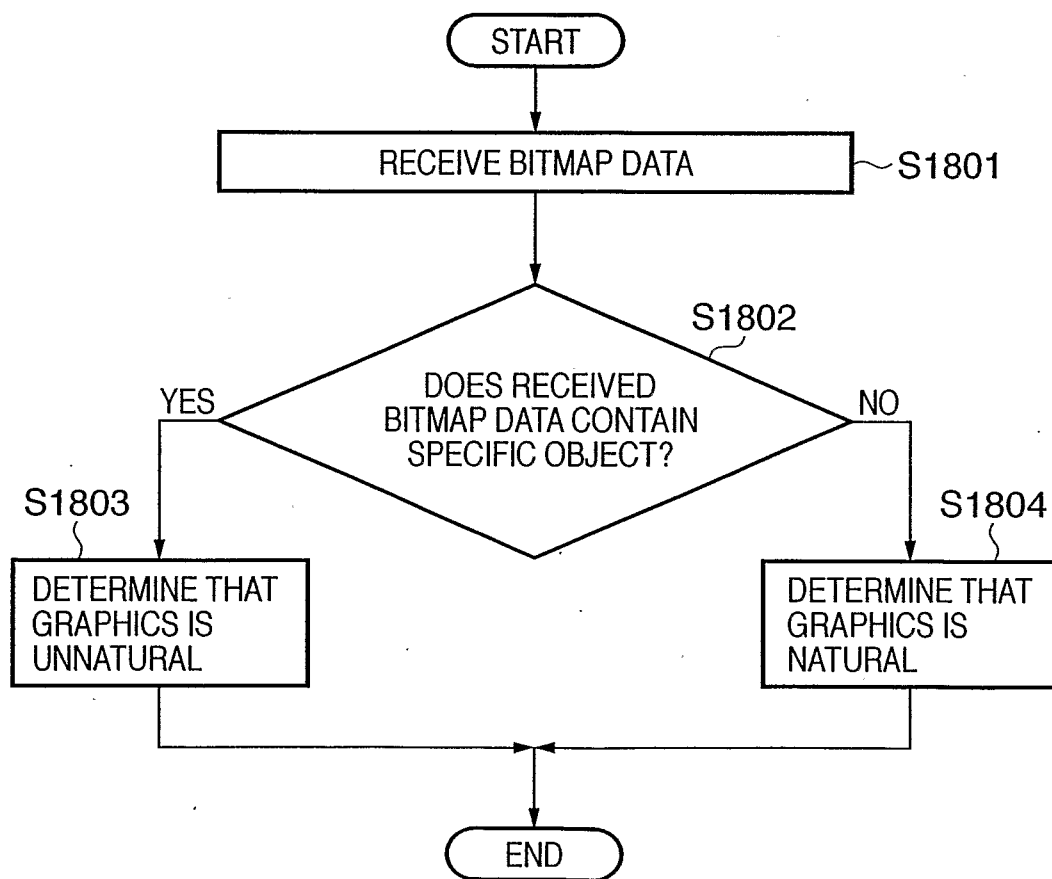 START
RECEIVE BITMAP DATA
S1801
S1802
DOES RECEIVED
BITMAP DATA CONTAIN
SPECIFIC OBJECT?
YES
NO
S1803
DETERMINE THAT
GRAPHICS IS
UNNATURAL
S1804
DETERMINE THAT
GRAPHICS IS
NATURAL
END